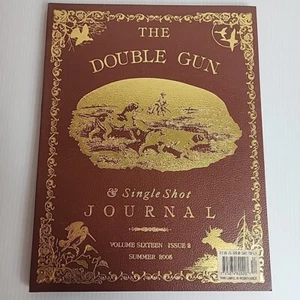 THE
DOUBLE GUN
& Single Shot
JOURNAL
VOLUME SIXTEEN ISSUE 2
SUMMER 2005